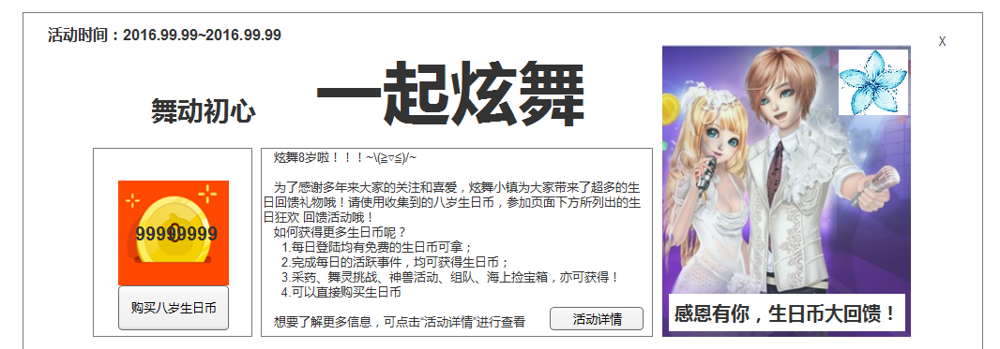 活动时间：2016.99.99~2016.99.99
X
舞动初心
一起炫舞
99999999
购买八岁生日币
炫舞8岁啦！！！~\(≧▽≦)/~
为了感谢多年来大家的关注和喜爱，炫舞小镇为大家带来了超多的生
日回馈礼物哦！请使用收集到的八岁生日币，参加页面下方所列出的生
日狂欢 回馈活动哦！
如何获得更多生日币呢？
1.每日登陆均有免费的生日币可拿；
2.完成每日的活跃事件，均可获得生日币；
3.采药、舞灵挑战、神兽活动、组队、海上捡宝箱，亦可获得！
4.可以直接购买生日币
想要了解更多信息，可点击“活动详情”进行查看
活动详情
感恩有你，生日币大回馈！